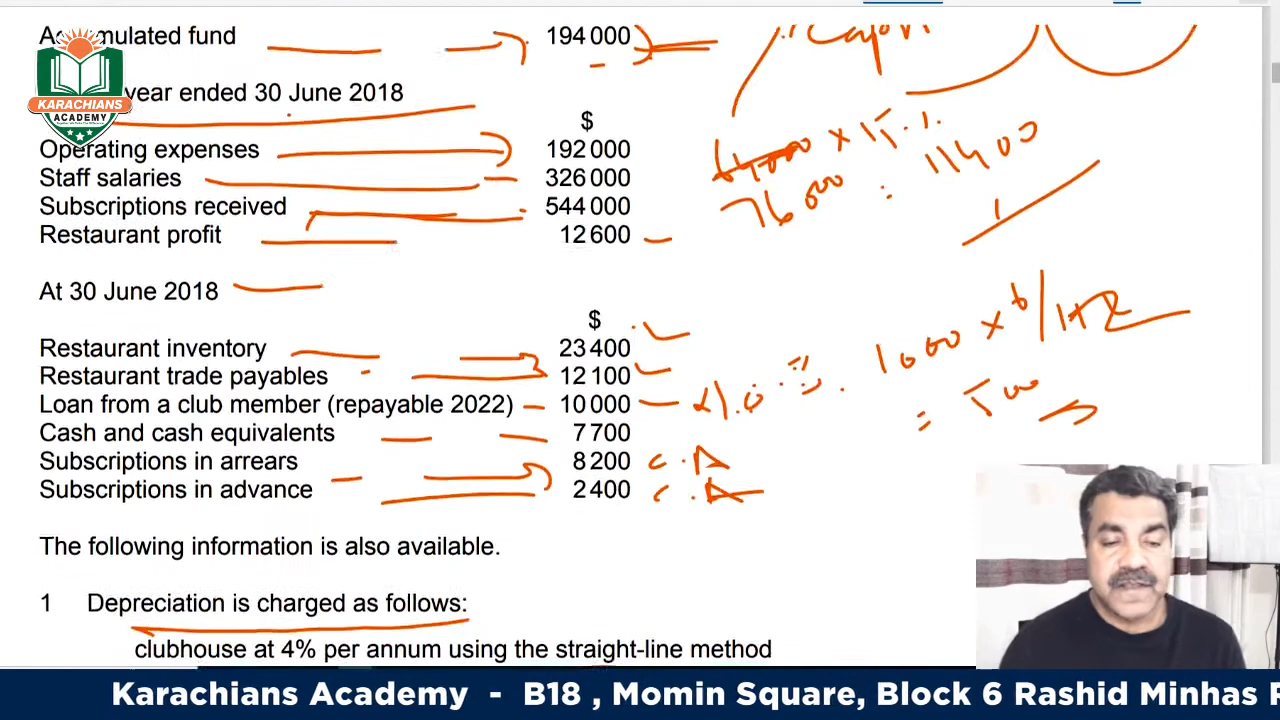 Accumulated fund 194 000
KARACHIANS
ACADEMY
year ended 30 June 2018
$
Operating expenses 192 000
Staff salaries 326 000
Subscriptions received 544 000
Restaurant profit 12 600
64000 x 15%
76000 : 11400
At 30 June 2018
$
Restaurant inventory 23 400
Restaurant trade payables 12 100
Loan from a club member (repayable 2022) 10 000
Cash and cash equivalents 7 700
Subscriptions in arrears 8 200 C.A
Subscriptions in advance 2 400 C.A
1000 x 6/12
= 500
The following information is also available.
1 Depreciation is charged as follows:
clubhouse at 4% per annum using the straight-line method
Karachians Academy - B18 , Momin Square, Block 6 Rashid Minhas